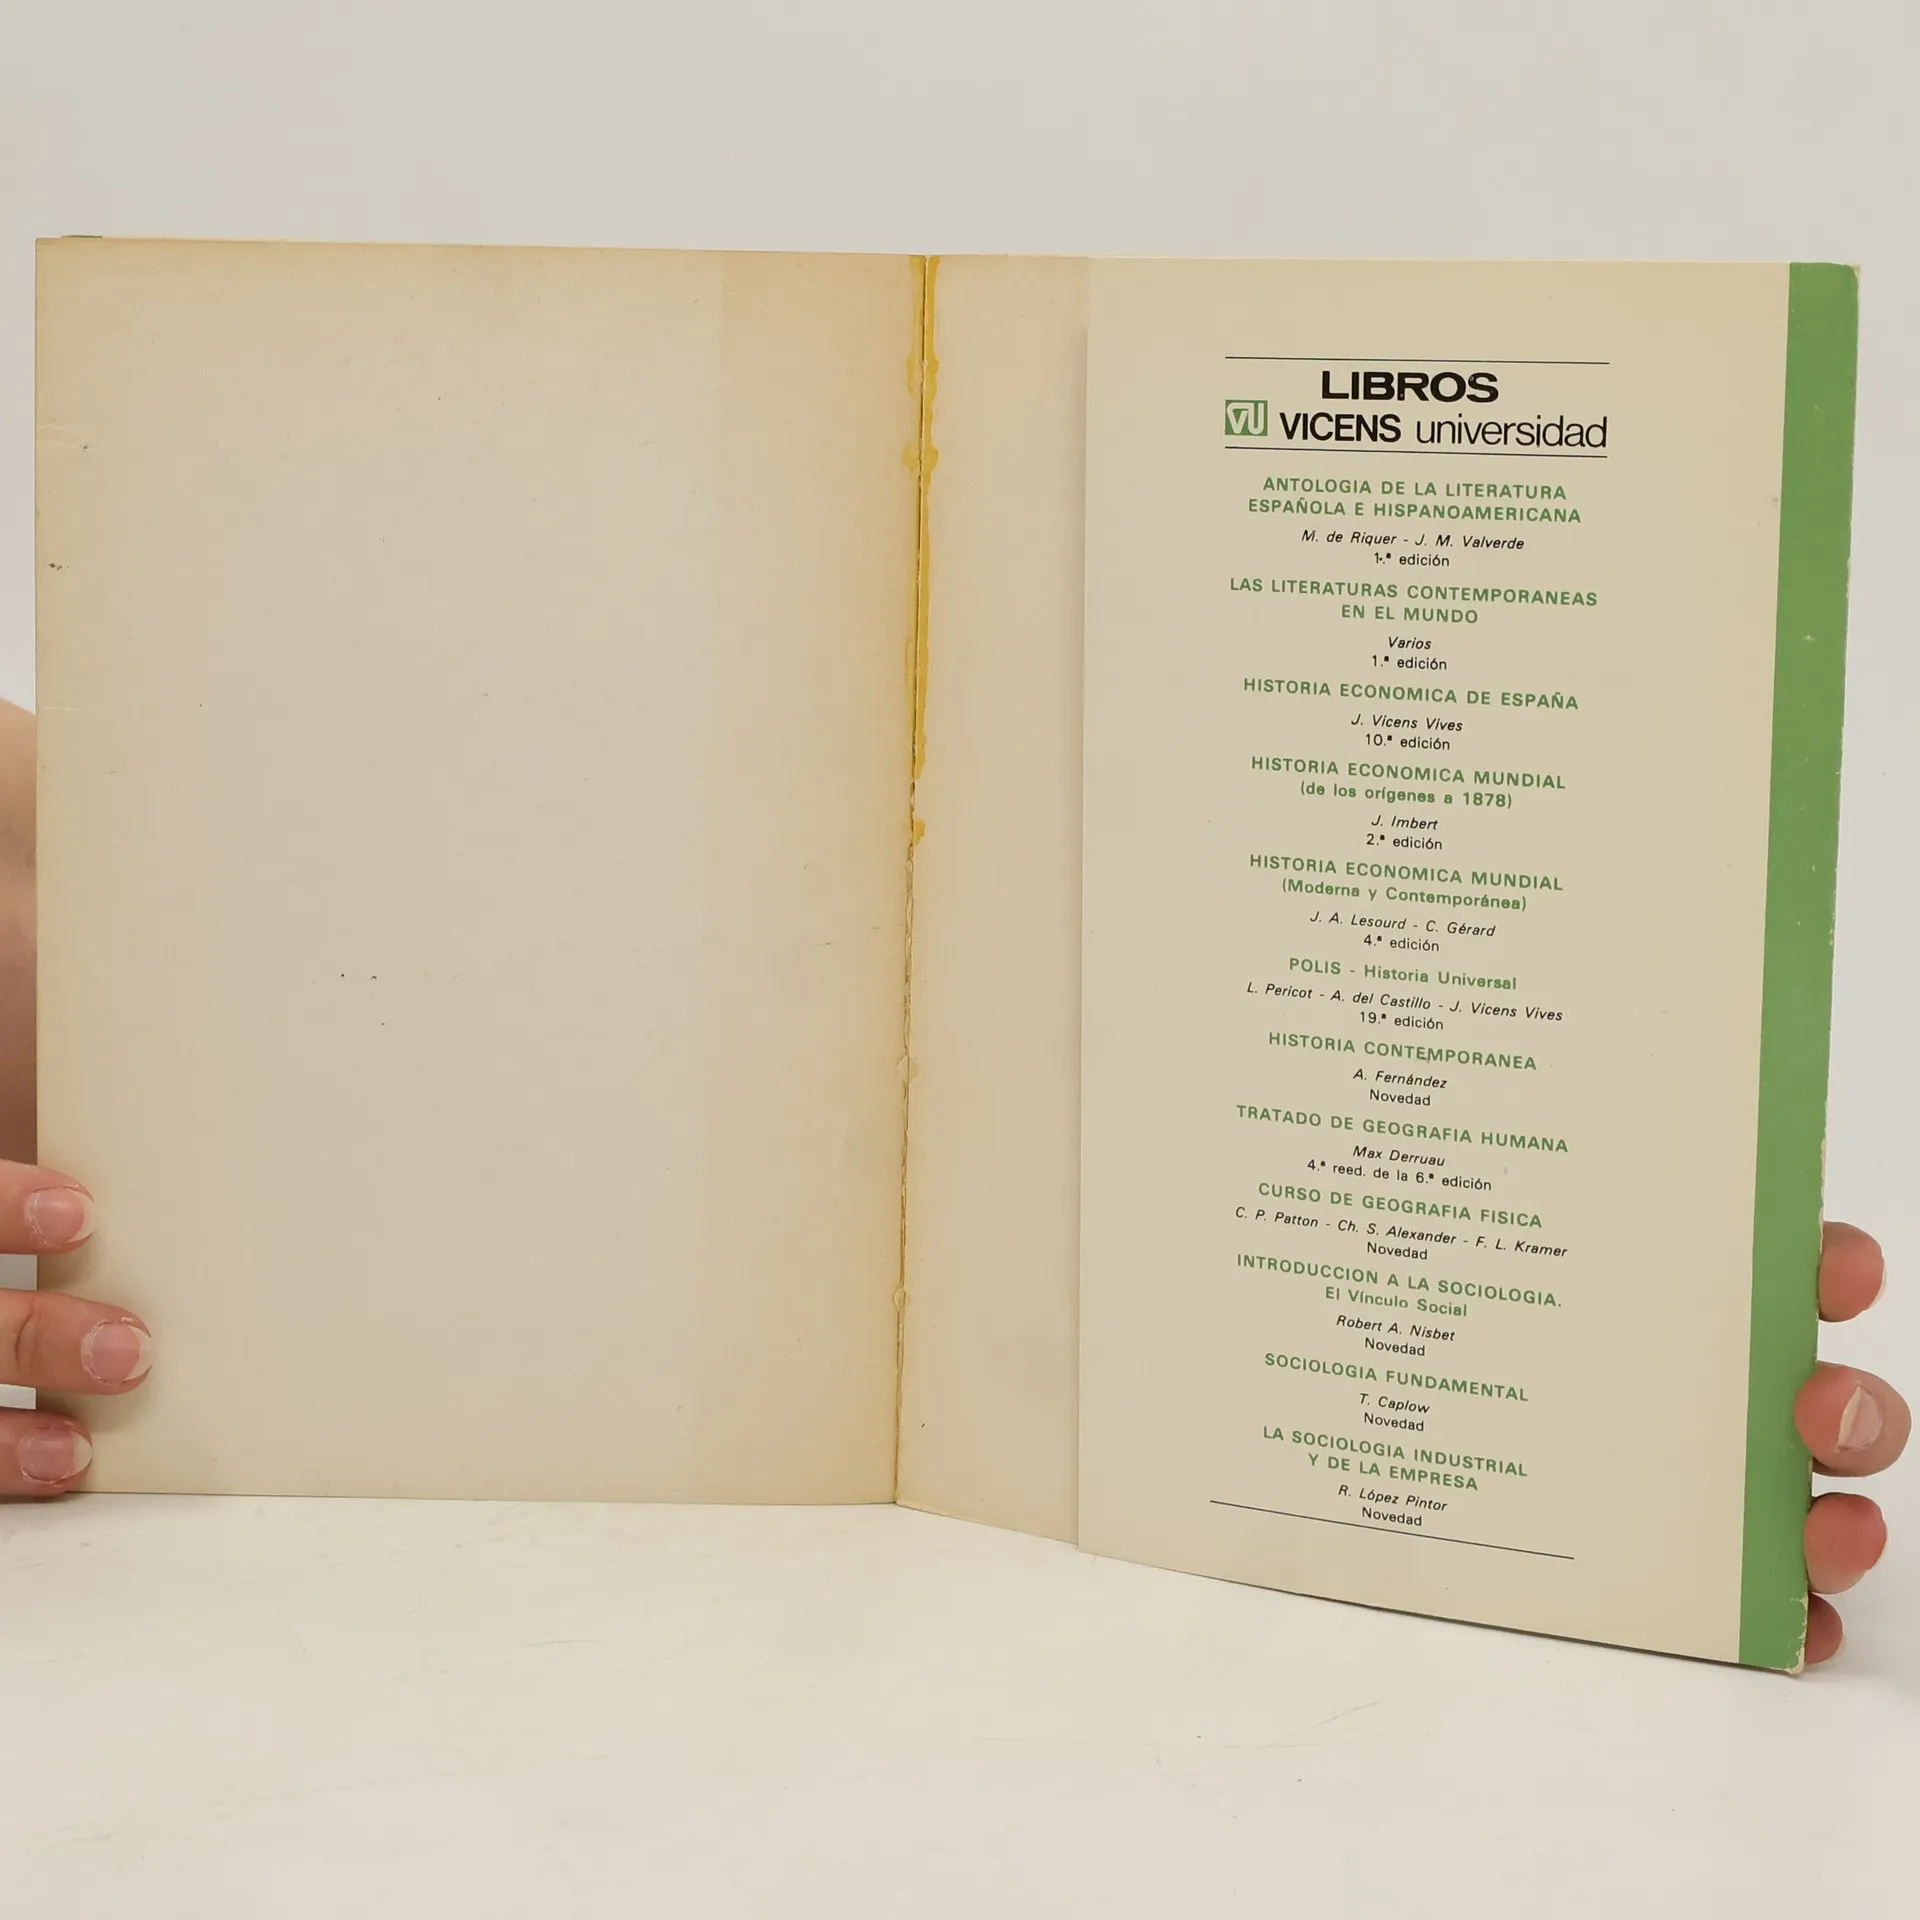 LIBROS
VU VICENS universidad
ANTOLOGIA DE LA LITERATURA
ESPAÑOLA E HISPANOAMERICANA
M. de Riquer - J. M. Valverde
1.ª edición
LAS LITERATURAS CONTEMPORANEAS
EN EL MUNDO
Varios
1.ª edición
HISTORIA ECONOMICA DE ESPAÑA
J. Vicens Vives
10.ª edición
HISTORIA ECONOMICA MUNDIAL
(de los orígenes a 1878)
J. Imbert
2.ª edición
HISTORIA ECONOMICA MUNDIAL
(Moderna y Contemporánea)
J. A. Lesourd - C. Gérard
4.ª edición
POLIS - Historia Universal
L. Pericot - A. del Castillo - J. Vicens Vives
19.ª edición
HISTORIA CONTEMPORANEA
A. Fernández
Novedad
TRATADO DE GEOGRAFIA HUMANA
Max Derruau
4.ª reed. de la 6.ª edición
CURSO DE GEOGRAFIA FISICA
C. P. Patton - Ch. S. Alexander - F. L. Kramer
Novedad
INTRODUCCION A LA SOCIOLOGIA.
El Vínculo Social
Robert A. Nisbet
Novedad
SOCIOLOGIA FUNDAMENTAL
T. Caplow
Novedad
LA SOCIOLOGIA INDUSTRIAL
Y DE LA EMPRESA
R. López Pintor
Novedad